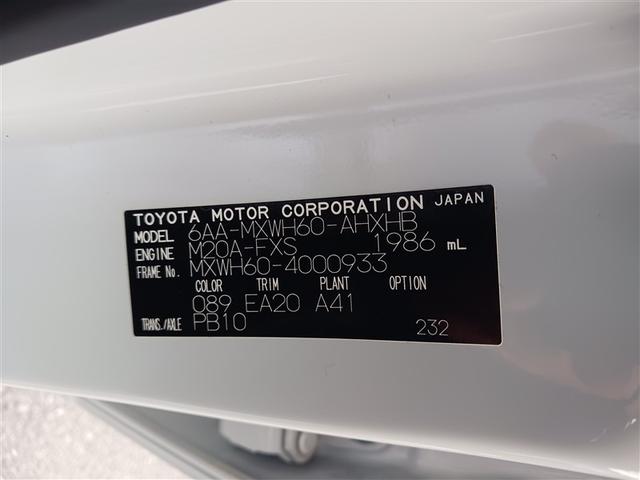 TOYOTA MOTOR CORPORATION JAPAN
MODEL 6AA-MXWH60-AHXHB
ENGINE M20A-FXS 1986 mL
FRAME No. MXWH60-4000933
COLOR TRIM PLANT OPTION
089 EA20 A41
TRANS./AXLE PB10 232